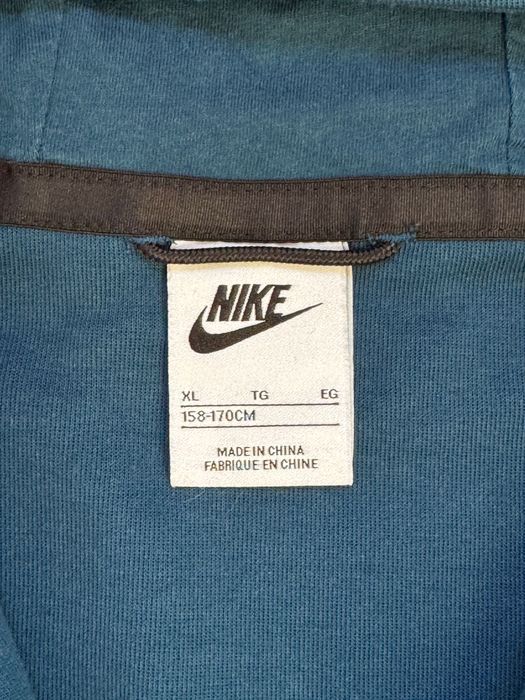 NIKE
XL TG EG
158-170CM
MADE IN CHINA
FABRIQUE EN CHINE